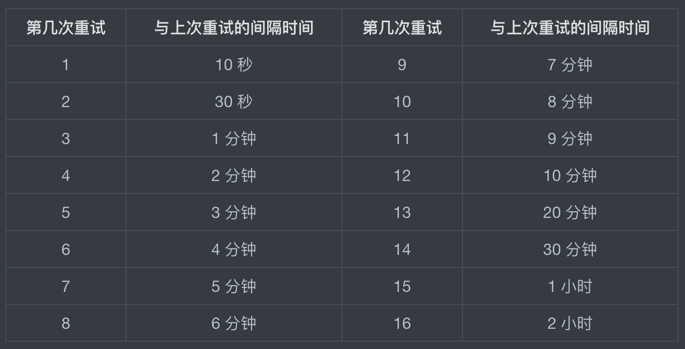 第几次重试 与上次重试的间隔时间 第几次重试 与上次重试的间隔时间
1 10 秒 9 7 分钟
2 30 秒 10 8 分钟
3 1 分钟 11 9 分钟
4 2 分钟 12 10 分钟
5 3 分钟 13 20 分钟
6 4 分钟 14 30 分钟
7 5 分钟 15 1 小时
8 6 分钟 16 2 小时